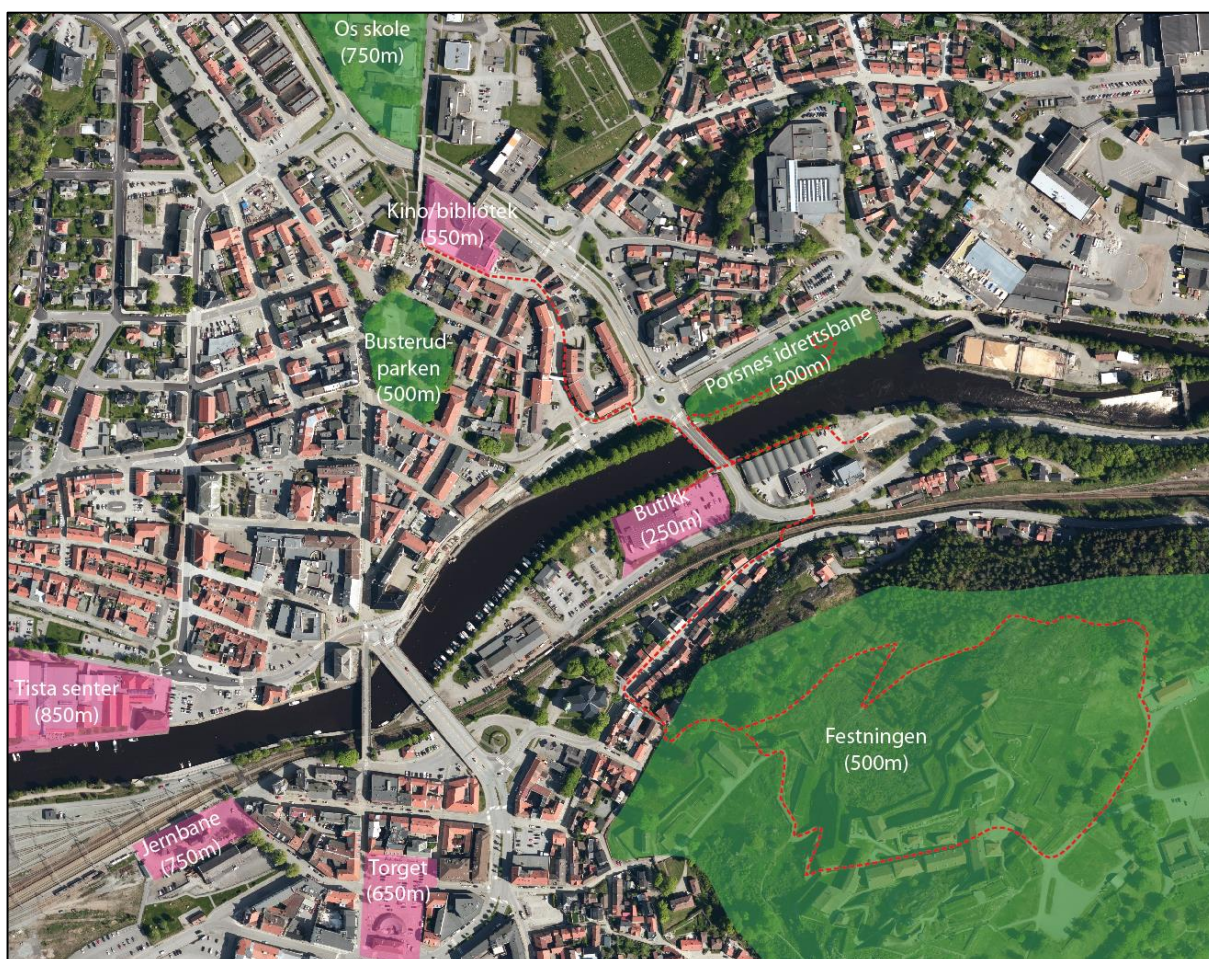 Os skole
(750m)
Kino/bibliotek
(550m)
Busterud-
parken
(500m)
Porsnes idrettsbane
(300m)
Butikk
(250m)
Tista senter
(850m)
Festningen
(500m)
Jernbane
(750m)
Torget
(650m)